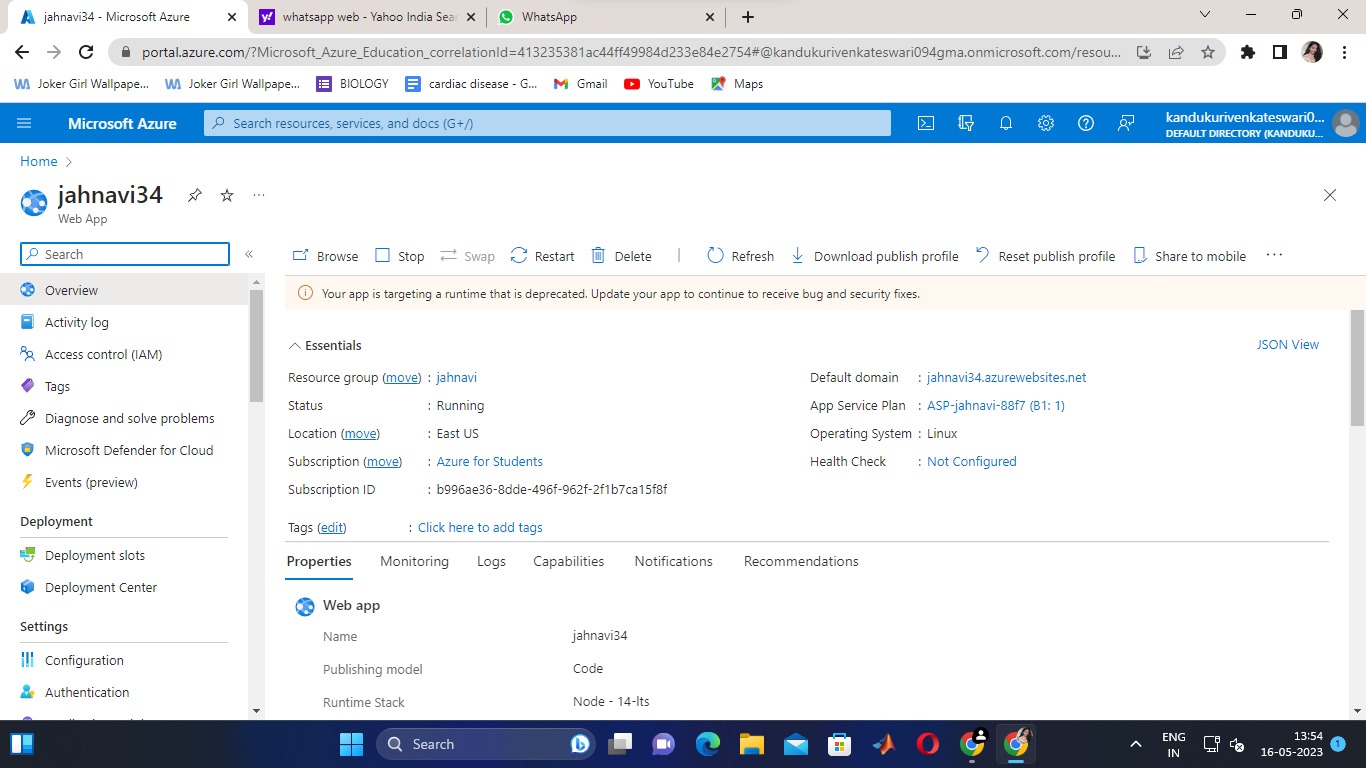 jahnavi34 - Microsoft Azure
whatsapp web - Yahoo India Sear
WhatsApp
portal.azure.com/?Microsoft_Azure_Education_correlationId=413235381ac44ff49984d233e84e2754#@kandukurivenkateswari094gma.onmicrosoft.com/resou...
Joker Girl Wallpape...
Joker Girl Wallpape...
BIOLOGY
cardiac disease - G...
Gmail
YouTube
Maps
Microsoft Azure
Search resources, services, and docs (G+/)
kandukurivenkateswari0...
DEFAULT DIRECTORY (KANDUKU...
Home
jahnavi34
Web App
Search
Browse
Stop
Swap
Restart
Delete
Refresh
Download publish profile
Reset publish profile
Share to mobile
Overview
Activity log
Access control (IAM)
Tags
Diagnose and solve problems
Microsoft Defender for Cloud
Events (preview)
Deployment
Deployment slots
Deployment Center
Settings
Configuration
Authentication
Your app is targeting a runtime that is deprecated. Update your app to continue to receive bug and security fixes.
Essentials
JSON View
Resource group (move) : jahnavi
Status : Running
Location (move) : East US
Subscription (move) : Azure for Students
Subscription ID : b996ae36-8dde-496f-962f-2f1b7ca15f8f
Default domain : jahnavi34.azurewebsites.net
App Service Plan : ASP-jahnavi-88f7 (B1: 1)
Operating System : Linux
Health Check : Not Configured
Tags (edit) : Click here to add tags
Properties
Monitoring
Logs
Capabilities
Notifications
Recommendations
Web app
Name jahnavi34
Publishing model Code
Runtime Stack Node - 14-lts
Search
ENG
IN
13:54
16-05-2023
1